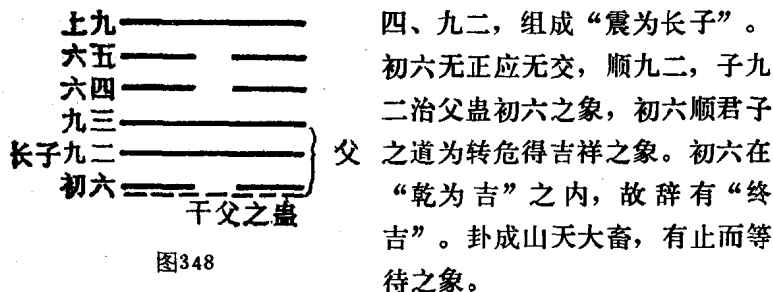 上九
六五
六四
九三
长子九二
父
初六
干父之蛊
图348
四、九二，组成“震为长子”。
初六无正应无交，顺九二，子九
二治父蛊初六之象，初六顺君子
之道为转危得吉祥之象。初六在
“乾为吉”之内，故辞有“终
吉”。卦成山天大畜，有止而等
待之象。